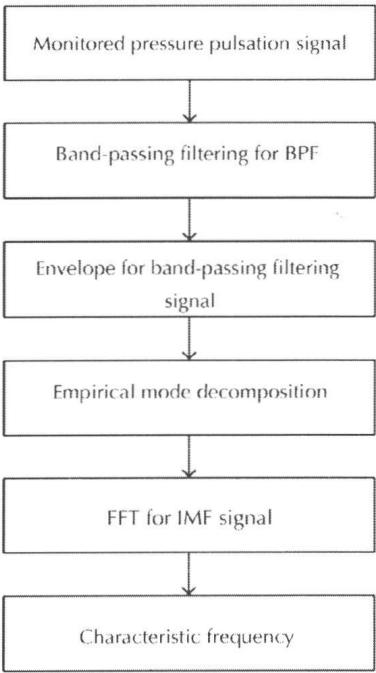 Monitored pressure pulsation signal
Band-passing filtering for BPF
Envelope for band-passing filtering
signal
Empirical mode decomposition
FFT for IMF signal
Characteristic frequency